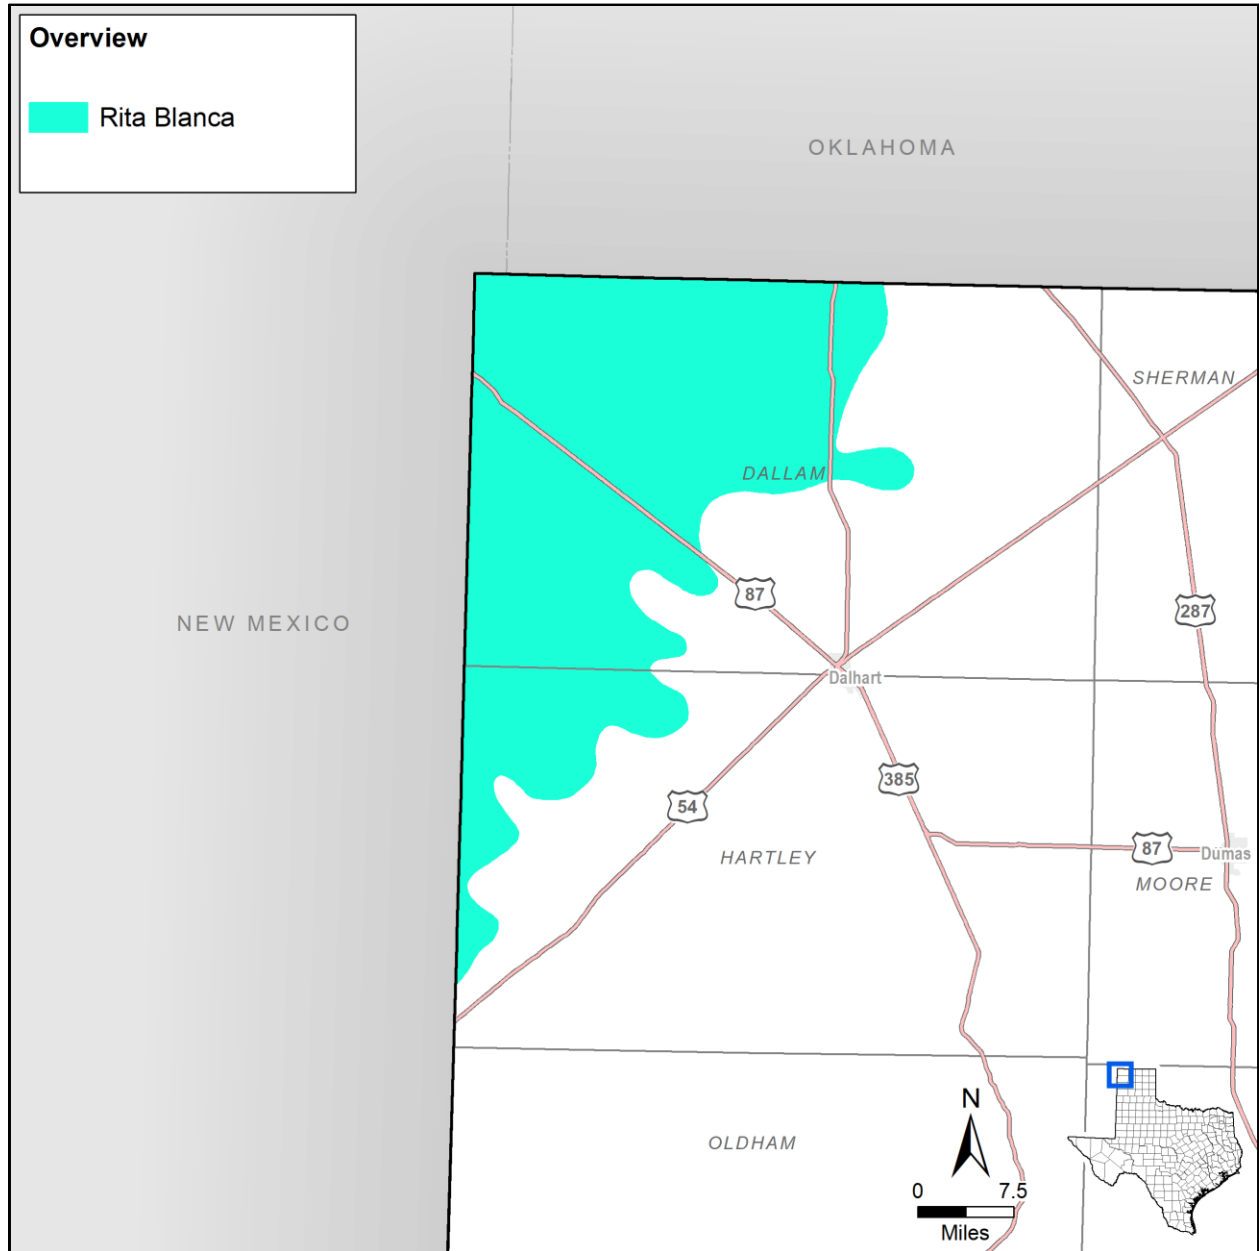 Overview
Rita Blanca
OKLAHOMA
SHERMAN
DALLAM
87
287
NEW MEXICO
Dalhart
385
54
87
Dumas
HARTLEY
MOORE
N
OLDHAM
0 7.5
Miles